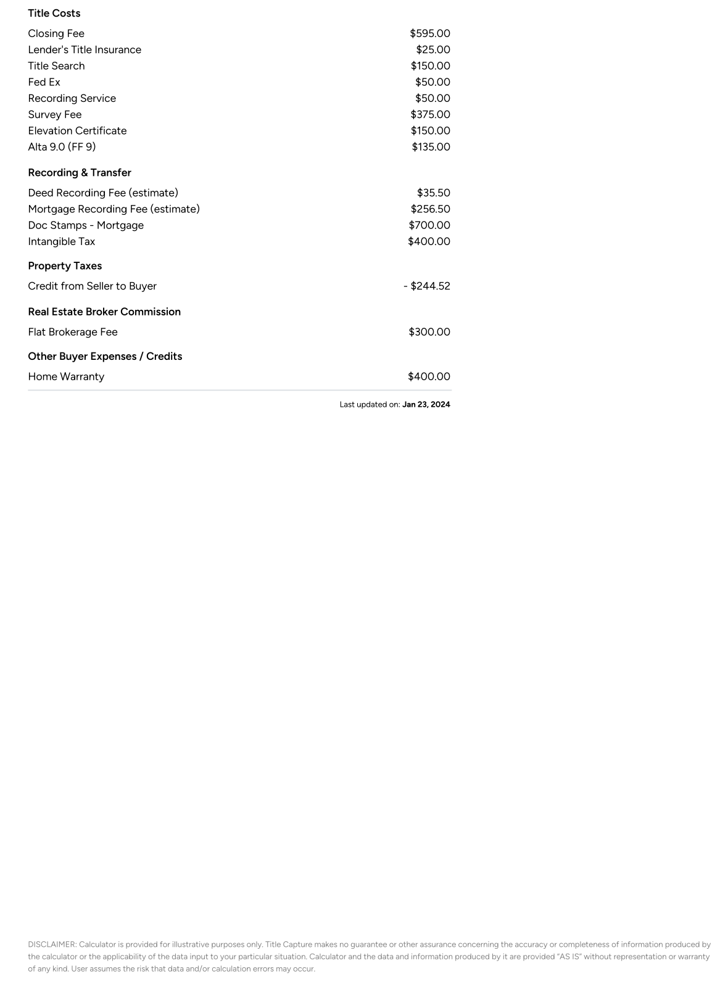 Title Costs
Closing Fee $595.00
Lender's Title Insurance $25.00
Title Search $150.00
Fed Ex $50.00
Recording Service $50.00
Survey Fee $375.00
Elevation Certificate $150.00
Alta 9.0 (FF 9) $135.00
Recording & Transfer
Deed Recording Fee (estimate) $35.50
Mortgage Recording Fee (estimate) $256.50
Doc Stamps - Mortgage $700.00
Intangible Tax $400.00
Property Taxes
Credit from Seller to Buyer - $244.52
Real Estate Broker Commission
Flat Brokerage Fee $300.00
Other Buyer Expenses / Credits
Home Warranty $400.00
Last updated on: Jan 23, 2024
DISCLAIMER: Calculator is provided for illustrative purposes only. Title Capture makes no guarantee or other assurance concerning the accuracy or completeness of information produced by
the calculator or the applicability of the data input to your particular situation. Calculator and the data and information produced by it are provided “AS IS” without representation or warranty
of any kind. User assumes the risk that data and/or calculation errors may occur.